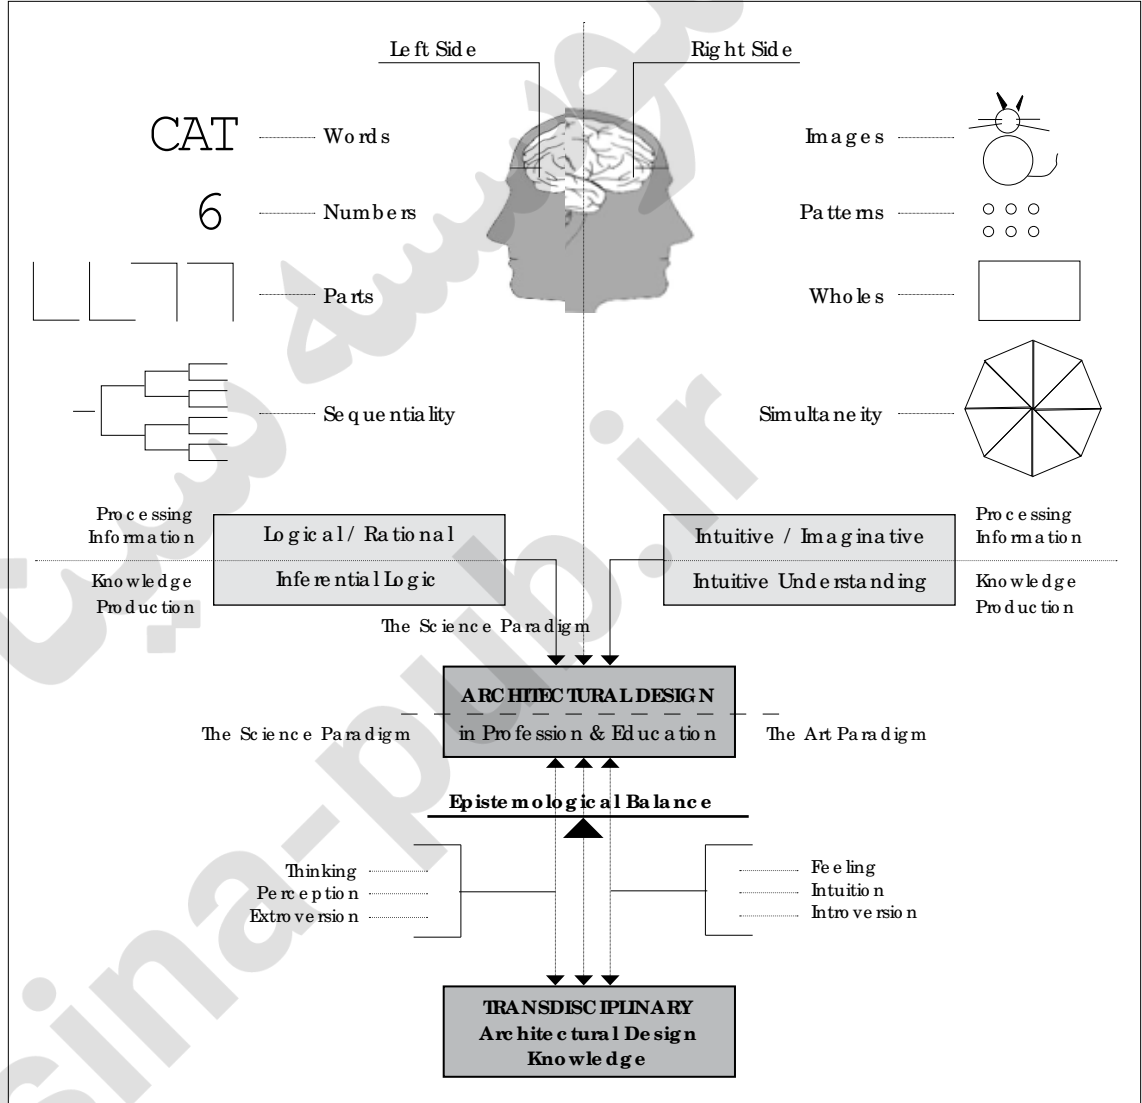 Left Side
Right Side
CAT
Words
Images
6
Numbers
Patterns
Parts
Wholes
Sequentiality
Simultaneity
Processing
Information
Logical / Rational
Intuitive / Imaginative
Processing
Information
Knowledge
Production
Inferential Logic
Intuitive Understanding
Knowledge
Production
The Science Paradigm
ARCHITECTURAL DESIGN
The Science Paradigm
in Profession & Education
The Art Paradigm
Epistemological Balance
Thinking
Perception
Extroversion
Feeling
Intuition
Introversion
TRANSDISCIPLINARY
Architectural Design
Knowledge
sina-pub.ir